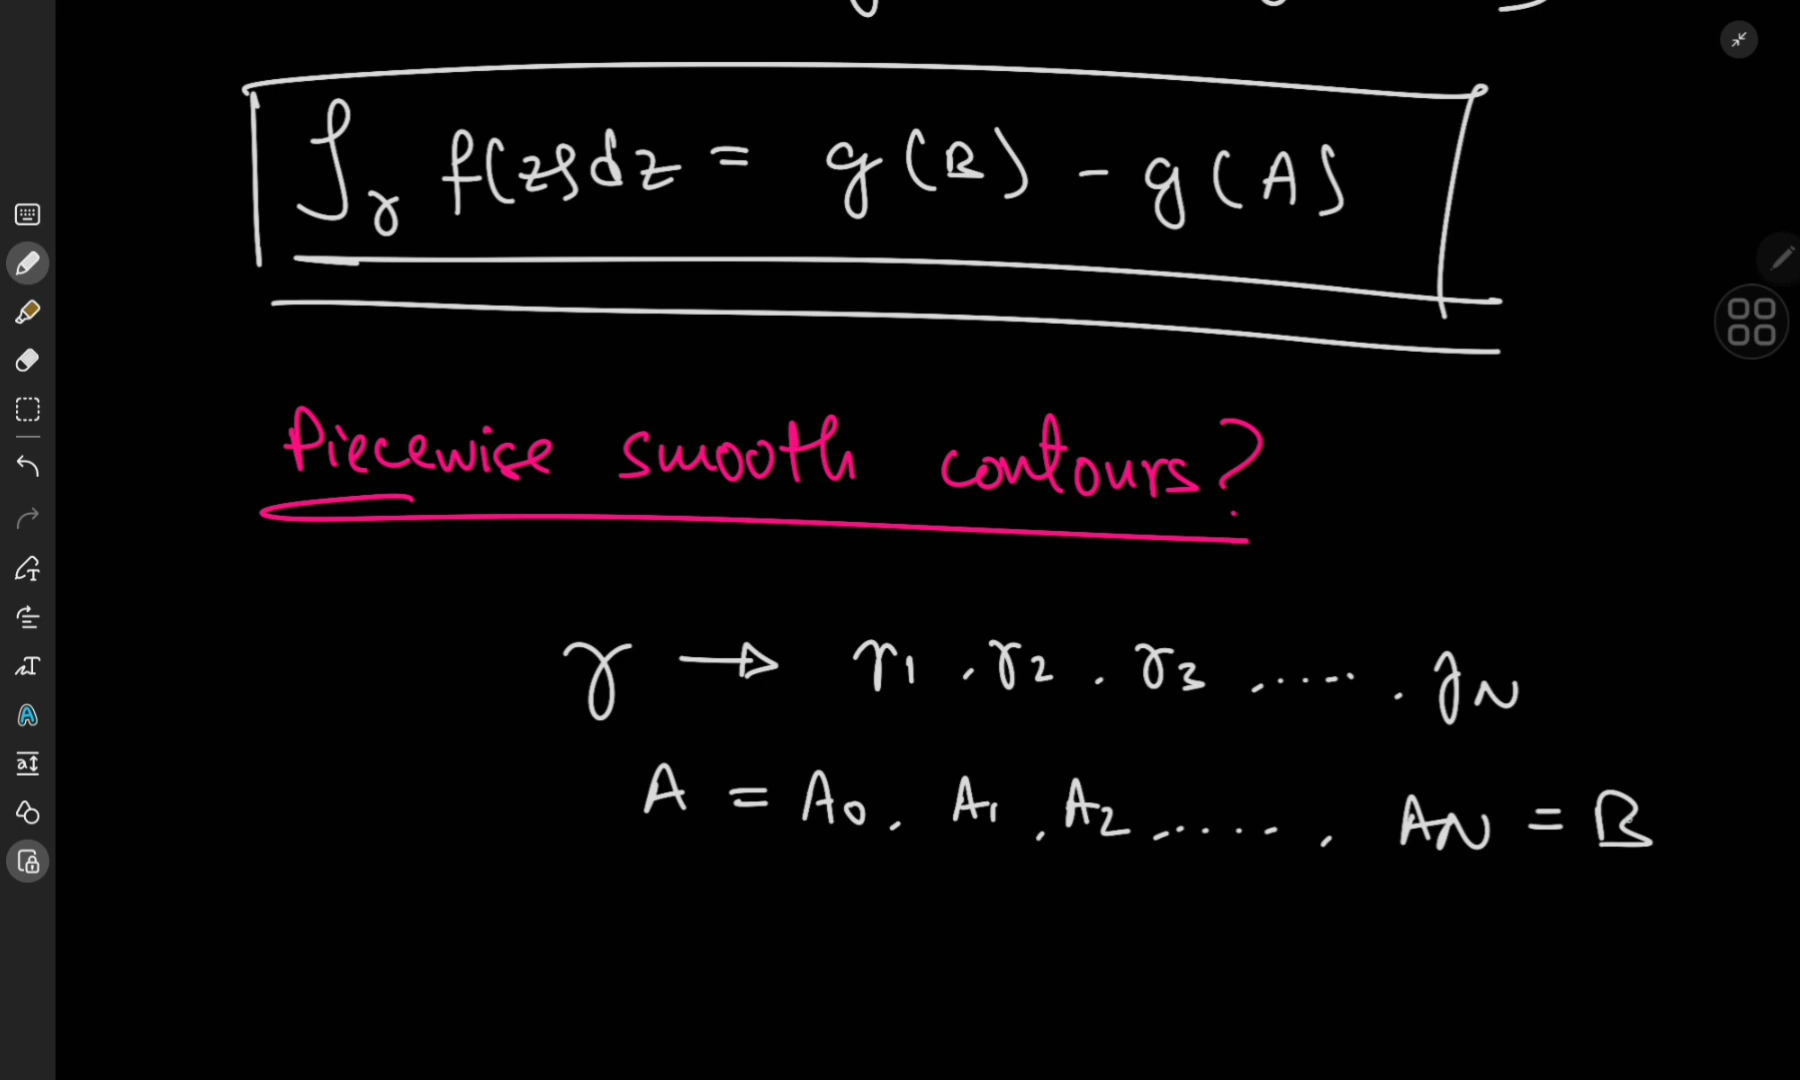 ∫γ f(z)dz = g(B) - g(A)
Piecewise smooth contours?
γ → γ1, γ2, γ3, ....., γN
A = A0, A1, A2, ....., AN = B